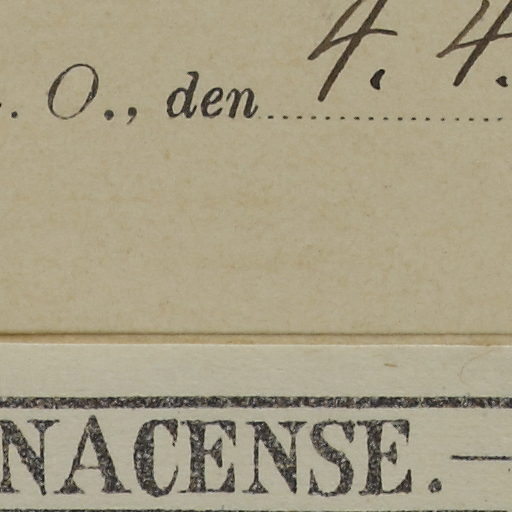 . O., den 4. 4.
NACENSE. —